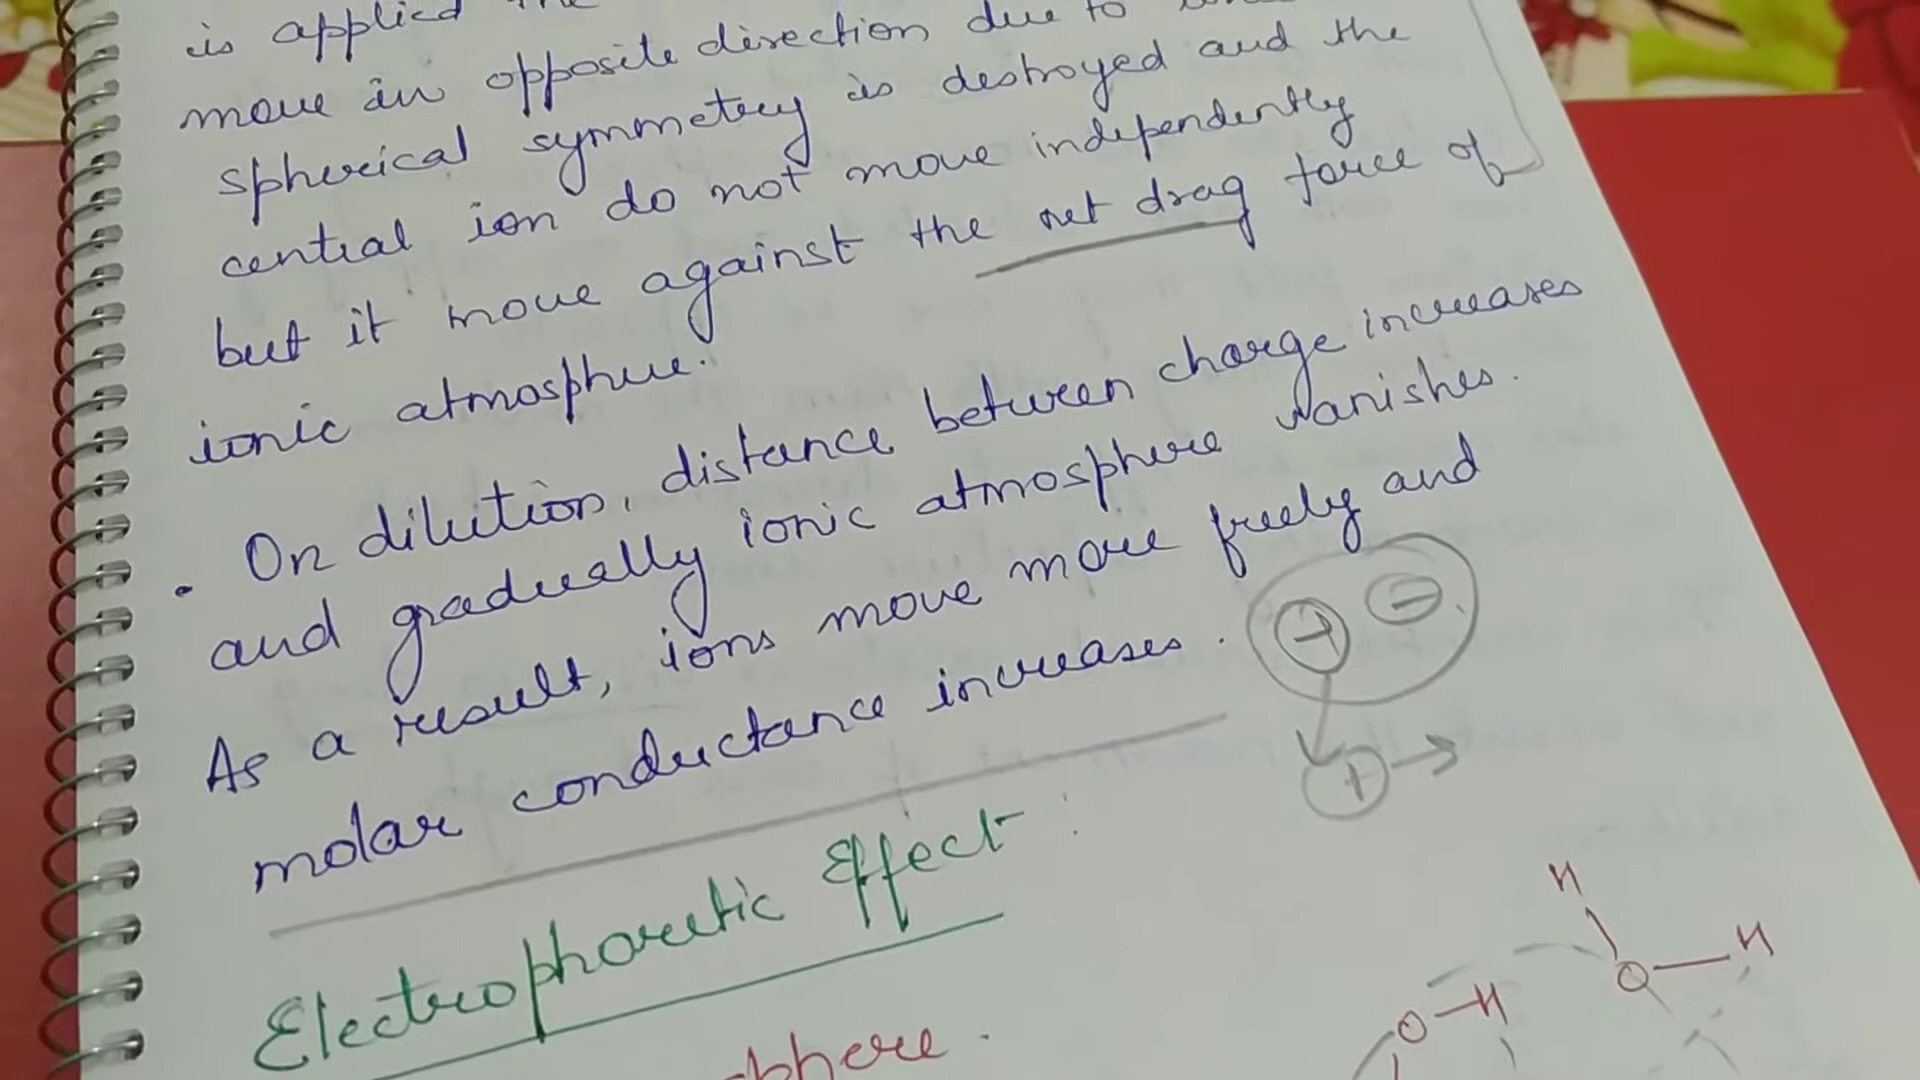 is applied the
move in opposite direction due to
spherical symmetry is destroyed and the
central ion do not move independently
but it move against the net drag force of
ionic atmosphere.
. On dilution, distance between charge increases
and gradually ionic atmosphere vanishes.
As a result, ions move more freely and
molar conductance increases.
+ -
+
Electrophoretic Effect :
H
O-H
O-H
sphere.